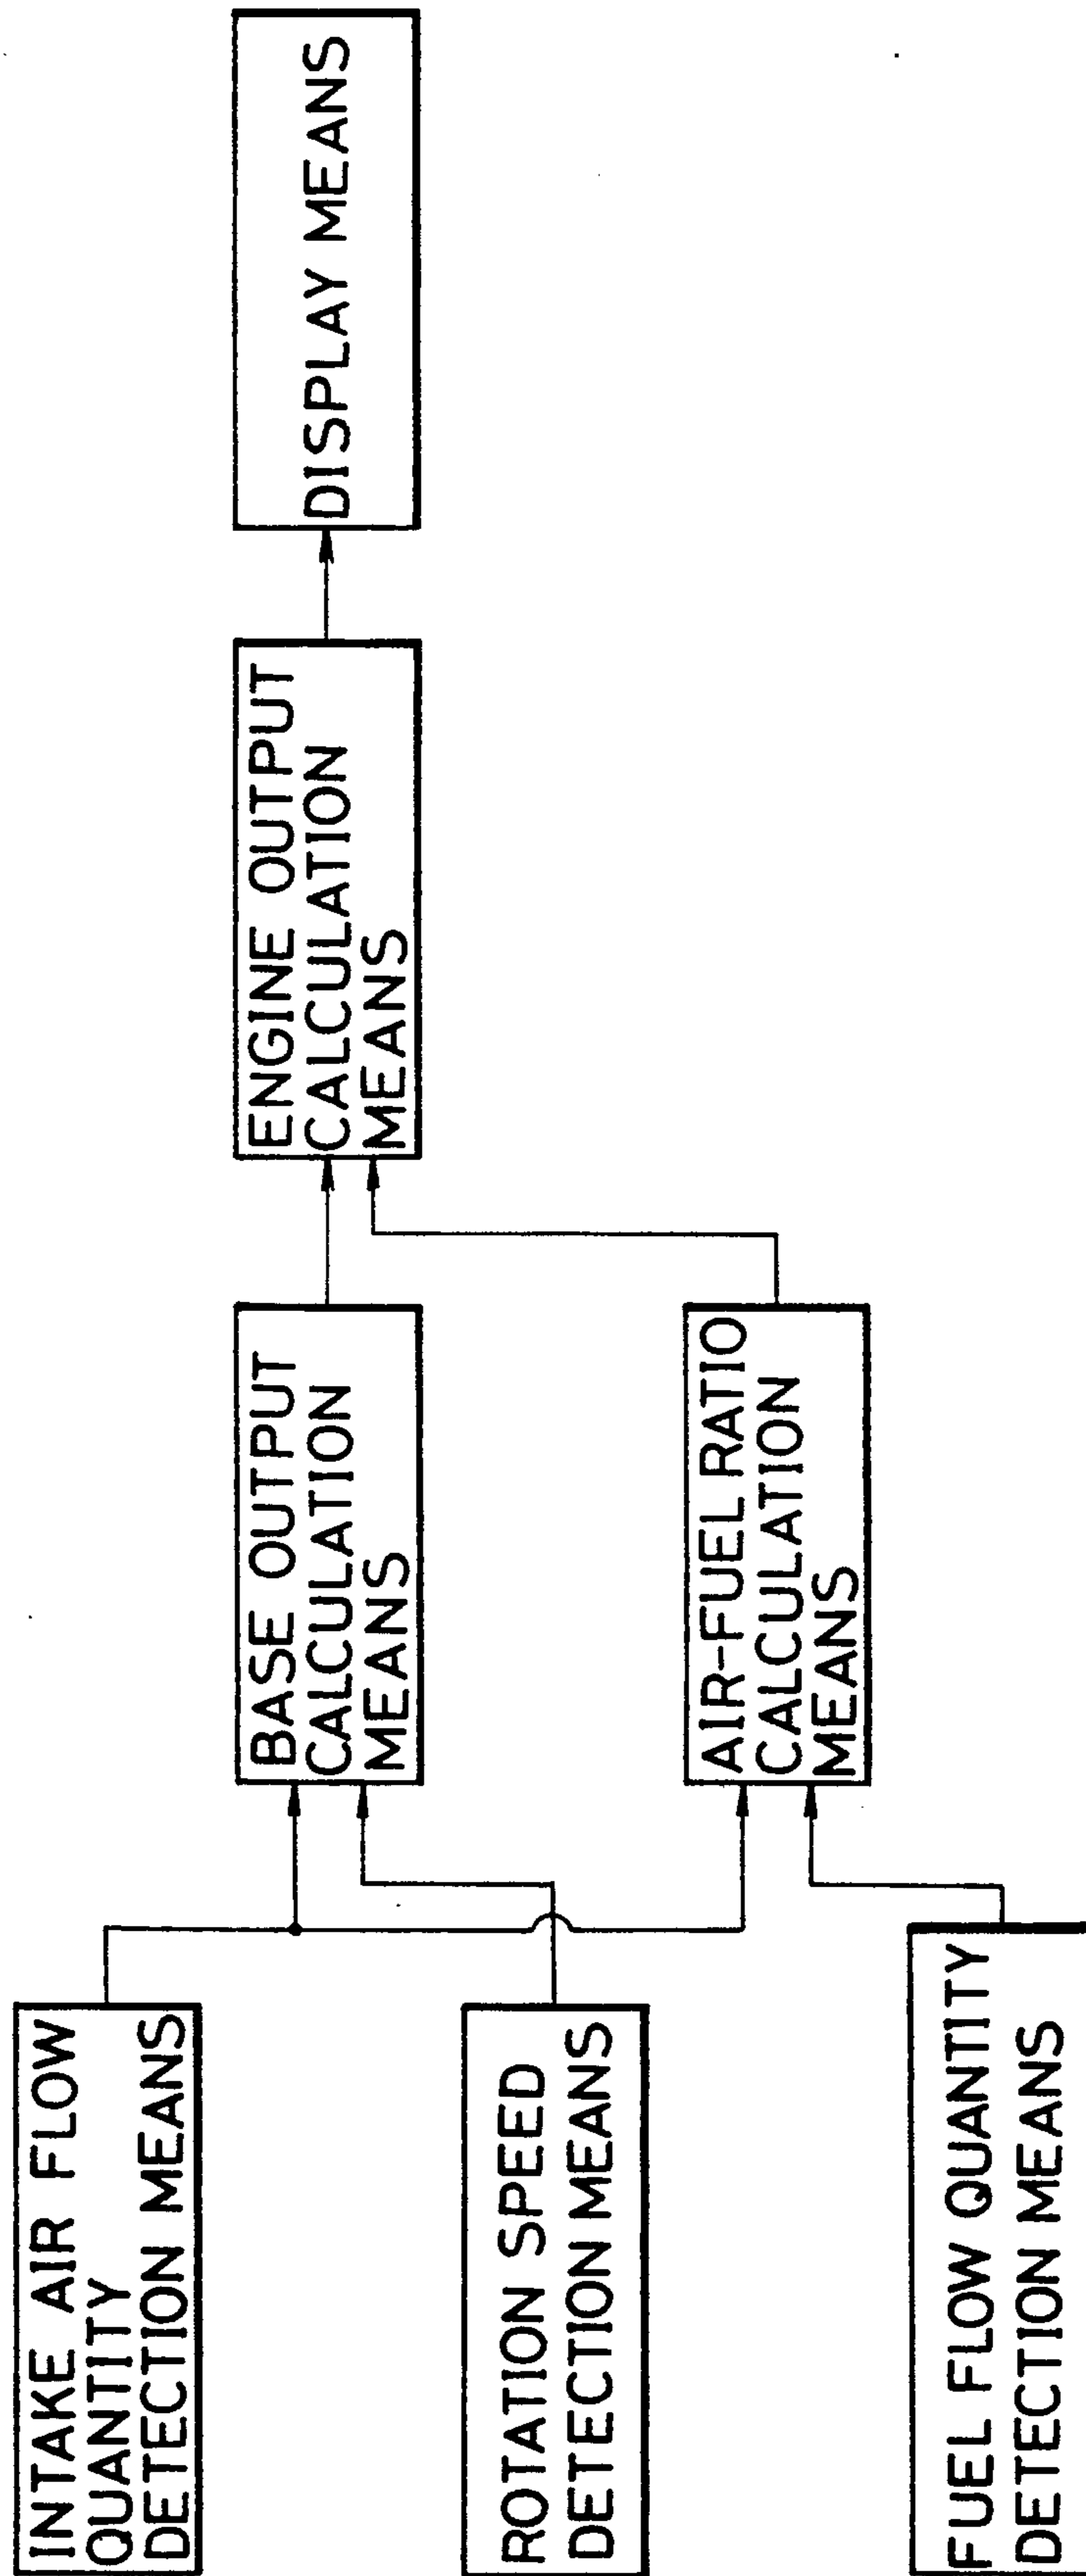 INTAKE AIR FLOW
QUANTITY
DETECTION MEANS
ROTATION SPEED
DETECTION MEANS
FUEL FLOW QUANTITY
DETECTION MEANS
BASE OUTPUT
CALCULATION
MEANS
AIR-FUEL RATIO
CALCULATION
MEANS
ENGINE OUTPUT
CALCULATION
MEANS
DISPLAY MEANS